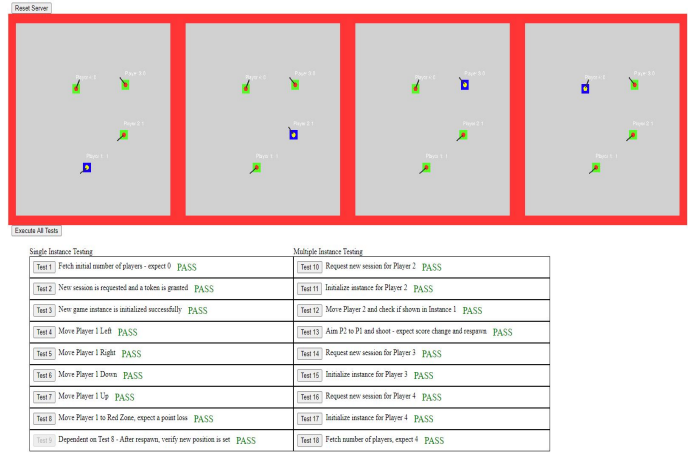 Reset Server
Execute All Tests
Single Instance Testing
Test 1 Fetch initial number of players - expect 0 PASS
Test 2 New session is requested and a token is granted PASS
Test 3 New game instance is initialized successfully PASS
Test 4 Move Player 1 Left PASS
Test 5 Move Player 1 Right PASS
Test 6 Move Player 1 Down PASS
Test 7 Move Player 1 Up PASS
Test 8 Move Player 1 to Red Zone, expect a point loss PASS
Test 9 Dependent on Test 8 - After respawn, verify new position is set PASS
Multiple Instance Testing
Test 10 Request new session for Player 2 PASS
Test 11 Initialize instance for Player 2 PASS
Test 12 Move Player 2 and check if shown in Instance 1 PASS
Test 13 Aim P2 to P1 and shoot - expect score change and respawn PASS
Test 14 Request new session for Player 3 PASS
Test 15 Initialize instance for Player 3 PASS
Test 16 Request new session for Player 4 PASS
Test 17 Initialize instance for Player 4 PASS
Test 18 Fetch number of players, expect 4 PASS